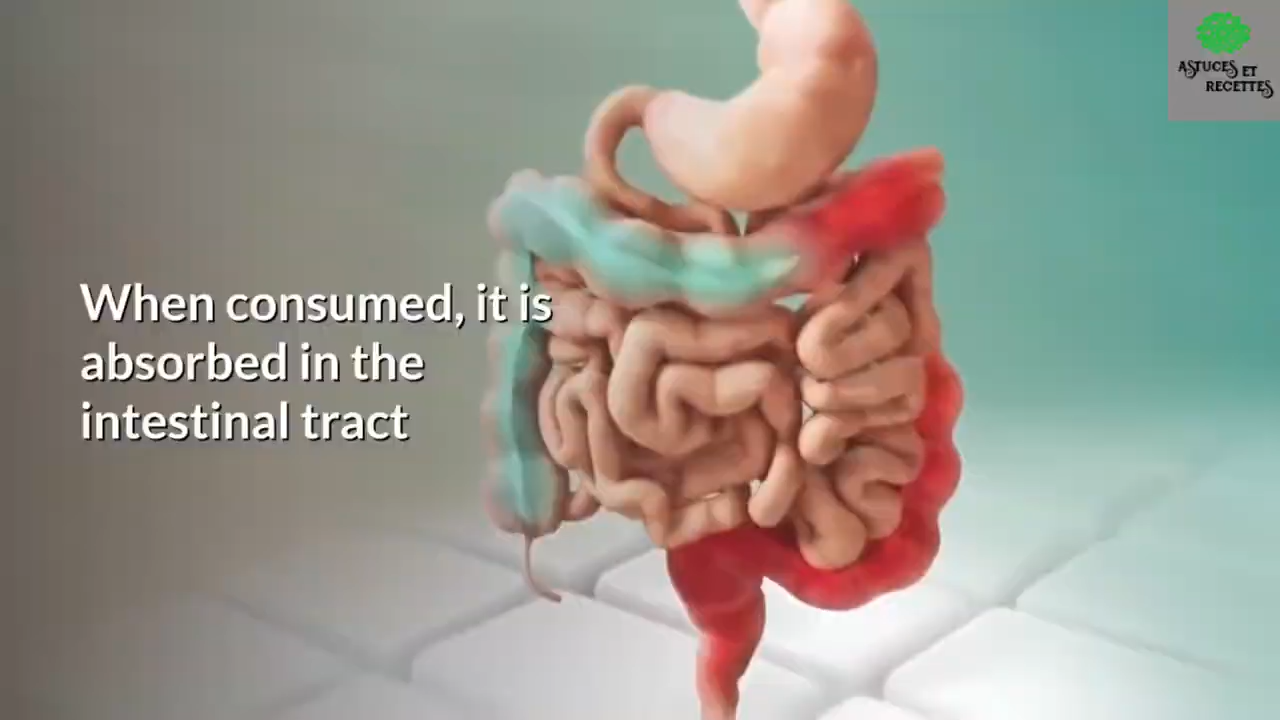 ASTUCES ET
RECETTES
When consumed, it is
absorbed in the
intestinal tract